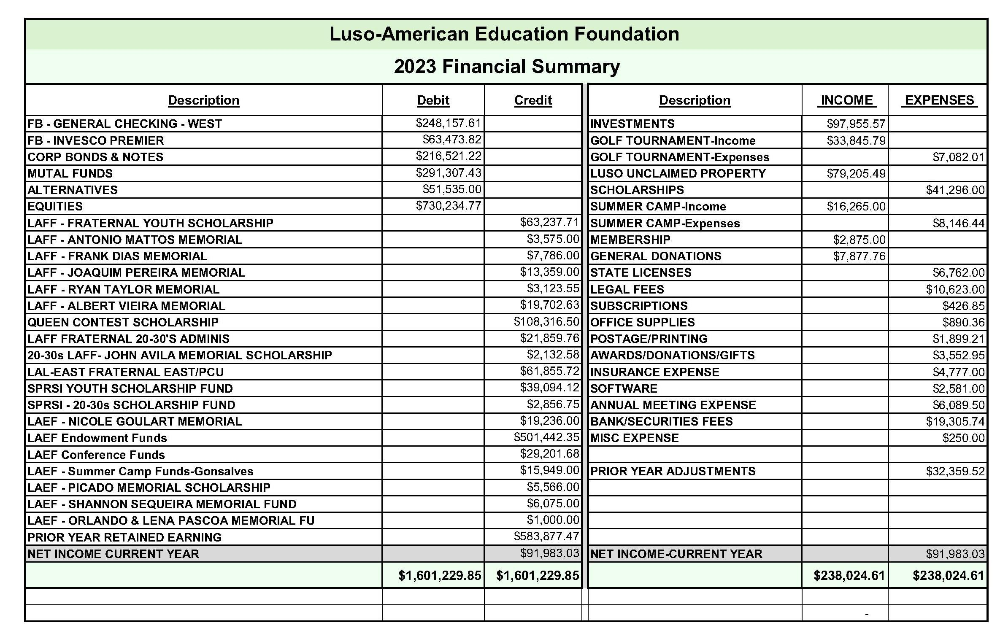 Luso-American Education Foundation
2023 Financial Summary
Description Debit Credit Description INCOME EXPENSES
FB - GENERAL CHECKING - WEST $248,157.61 INVESTMENTS $97,955.57
FB - INVESCO PREMIER $63,473.82 GOLF TOURNAMENT-Income $33,845.79
CORP BONDS & NOTES $216,521.22 GOLF TOURNAMENT-Expenses $7,082.01
MUTAL FUNDS $291,307.43 LUSO UNCLAIMED PROPERTY $79,205.49
ALTERNATIVES $51,535.00 SCHOLARSHIPS $41,296.00
EQUITIES $730,234.77 SUMMER CAMP-Income $16,265.00
LAFF - FRATERNAL YOUTH SCHOLARSHIP $63,237.71 SUMMER CAMP-Expenses $8,146.44
LAFF - ANTONIO MATTOS MEMORIAL $3,575.00 MEMBERSHIP $2,875.00
LAFF - FRANK DIAS MEMORIAL $7,786.00 GENERAL DONATIONS $7,877.76
LAFF - JOAQUIM PEREIRA MEMORIAL $13,359.00 STATE LICENSES $6,762.00
LAFF - RYAN TAYLOR MEMORIAL $3,123.55 LEGAL FEES $10,623.00
LAFF - ALBERT VIEIRA MEMORIAL $19,702.63 SUBSCRIPTIONS $426.85
QUEEN CONTEST SCHOLARSHIP $108,316.50 OFFICE SUPPLIES $890.36
LAFF FRATERNAL 20-30'S ADMINIS $21,859.76 POSTAGE/PRINTING $1,899.21
20-30s LAFF- JOHN AVILA MEMORIAL SCHOLARSHIP $2,132.58 AWARDS/DONATIONS/GIFTS $3,552.95
LAL-EAST FRATERNAL EAST/PCU $61,855.72 INSURANCE EXPENSE $4,777.00
SPRSI YOUTH SCHOLARSHIP FUND $39,094.12 SOFTWARE $2,581.00
SPRSI - 20-30s SCHOLARSHIP FUND $2,856.75 ANNUAL MEETING EXPENSE $6,089.50
LAEF - NICOLE GOULART MEMORIAL $19,236.00 BANK/SECURITIES FEES $19,305.74
LAEF Endowment Funds $501,442.35 MISC EXPENSE $250.00
LAEF Conference Funds $29,201.68
LAEF - Summer Camp Funds-Gonsalves $15,949.00 PRIOR YEAR ADJUSTMENTS $32,359.52
LAEF - PICADO MEMORIAL SCHOLARSHIP $5,566.00
LAEF - SHANNON SEQUEIRA MEMORIAL FUND $6,075.00
LAEF - ORLANDO & LENA PASCOA MEMORIAL FU $1,000.00
PRIOR YEAR RETAINED EARNING $583,877.47
NET INCOME CURRENT YEAR $91,983.03 NET INCOME-CURRENT YEAR $91,983.03
$1,601,229.85 $1,601,229.85 $238,024.61 $238,024.61
-